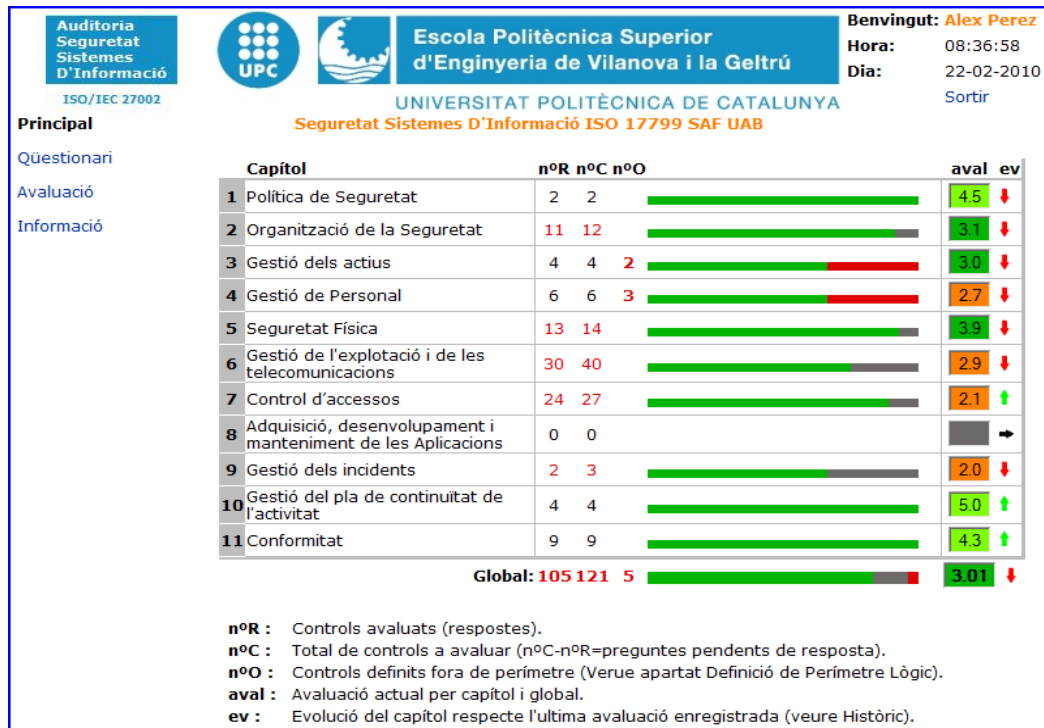 Auditoria
Seguretat
Sistemes
D'Informació
ISO/IEC 27002
UPC
Escola Politècnica Superior
d'Enginyeria de Vilanova i la Geltrú
UNIVERSITAT POLITÈCNICA DE CATALUNYA
Benvingut: Alex Perez
Hora: 08:36:58
Dia: 22-02-2010
Sortir
Principal
Qüestionari
Avaluació
Informació
Seguretat Sistemes D'Informació ISO 17799 SAF UAB
Capítol nºR nºC nºO aval ev
1 Política de Seguretat 2 2 4.5
2 Organització de la Seguretat 11 12 3.1
3 Gestió dels actius 4 4 2 3.0
4 Gestió de Personal 6 6 3 2.7
5 Seguretat Física 13 14 3.9
6 Gestió de l'explotació i de les
telecomunicacions 30 40 2.9
7 Control d´accessos 24 27 2.1
8 Adquisició, desenvolupament i
manteniment de les Aplicacions 0 0
9 Gestió dels incidents 2 3 2.0
10 Gestió del pla de continuïtat de
l'activitat 4 4 5.0
11 Conformitat 9 9 4.3
Global: 105 121 5 3.01
nºR : Controls avaluats (respostes).
nºC : Total de controls a avaluar (nºC-nºR=preguntes pendents de resposta).
nºO : Controls definits fora de perímetre (Verue apartat Definició de Perímetre Lògic).
aval : Avaluació actual per capítol i global.
ev : Evolució del capítol respecte l'ultima avaluació enregistrada (veure Històric).